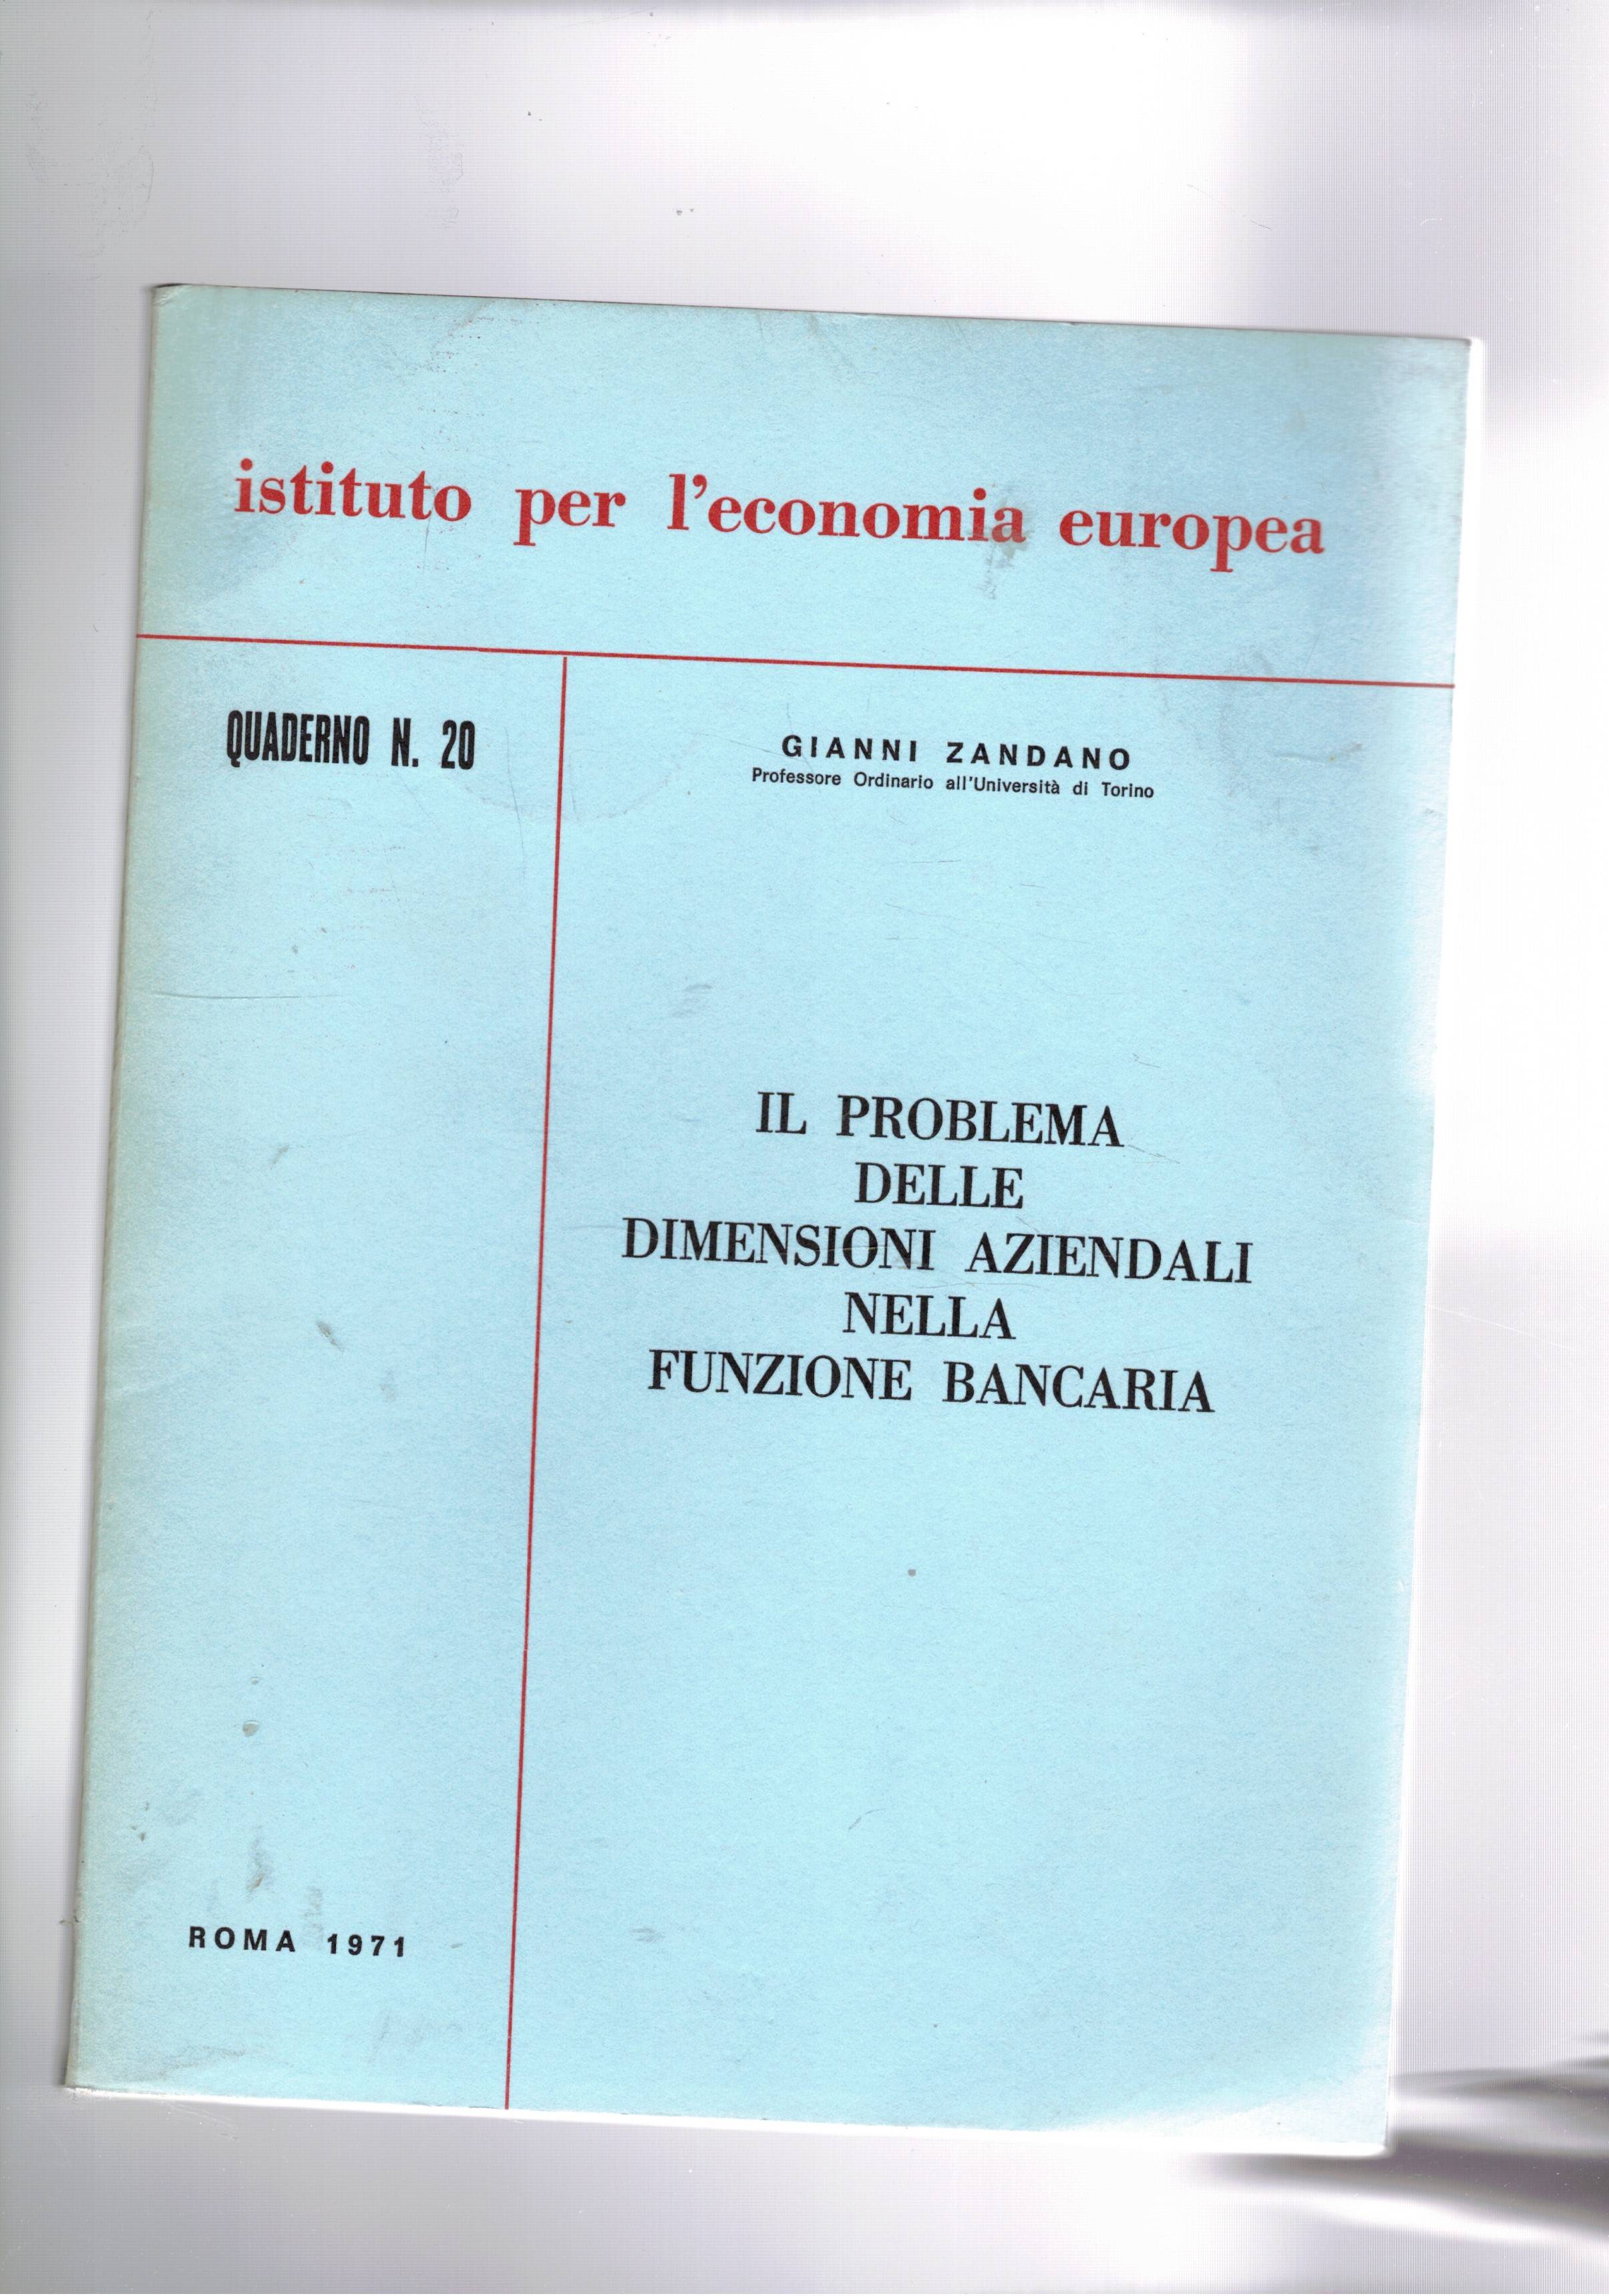 istituto per l'economia europea
QUADERNO N. 20
GIANNI ZANDANO
Professore Ordinario all'Università di Torino
IL PROBLEMA
DELLE
DIMENSIONI AZIENDALI
NELLA
FUNZIONE BANCARIA
ROMA 1971